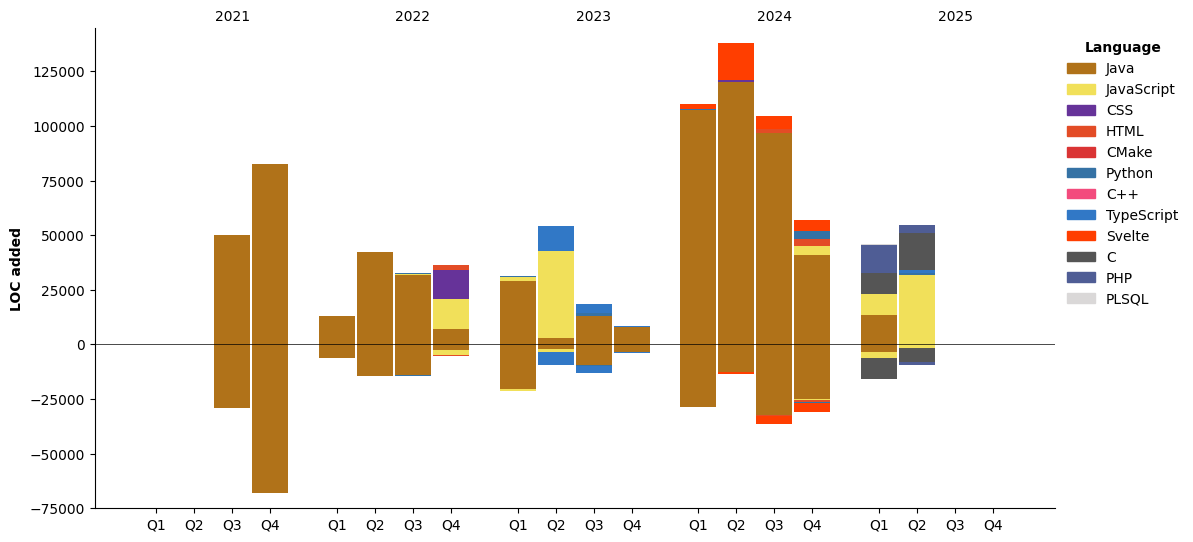 2021 2022 2023 2024 2025
LOC added
125000
100000
75000
50000
25000
0
−25000
−50000
−75000
Q1 Q2 Q3 Q4 Q1 Q2 Q3 Q4 Q1 Q2 Q3 Q4 Q1 Q2 Q3 Q4 Q1 Q2 Q3 Q4
Language
Java
JavaScript
CSS
HTML
CMake
Python
C++
TypeScript
Svelte
C
PHP
PLSQL